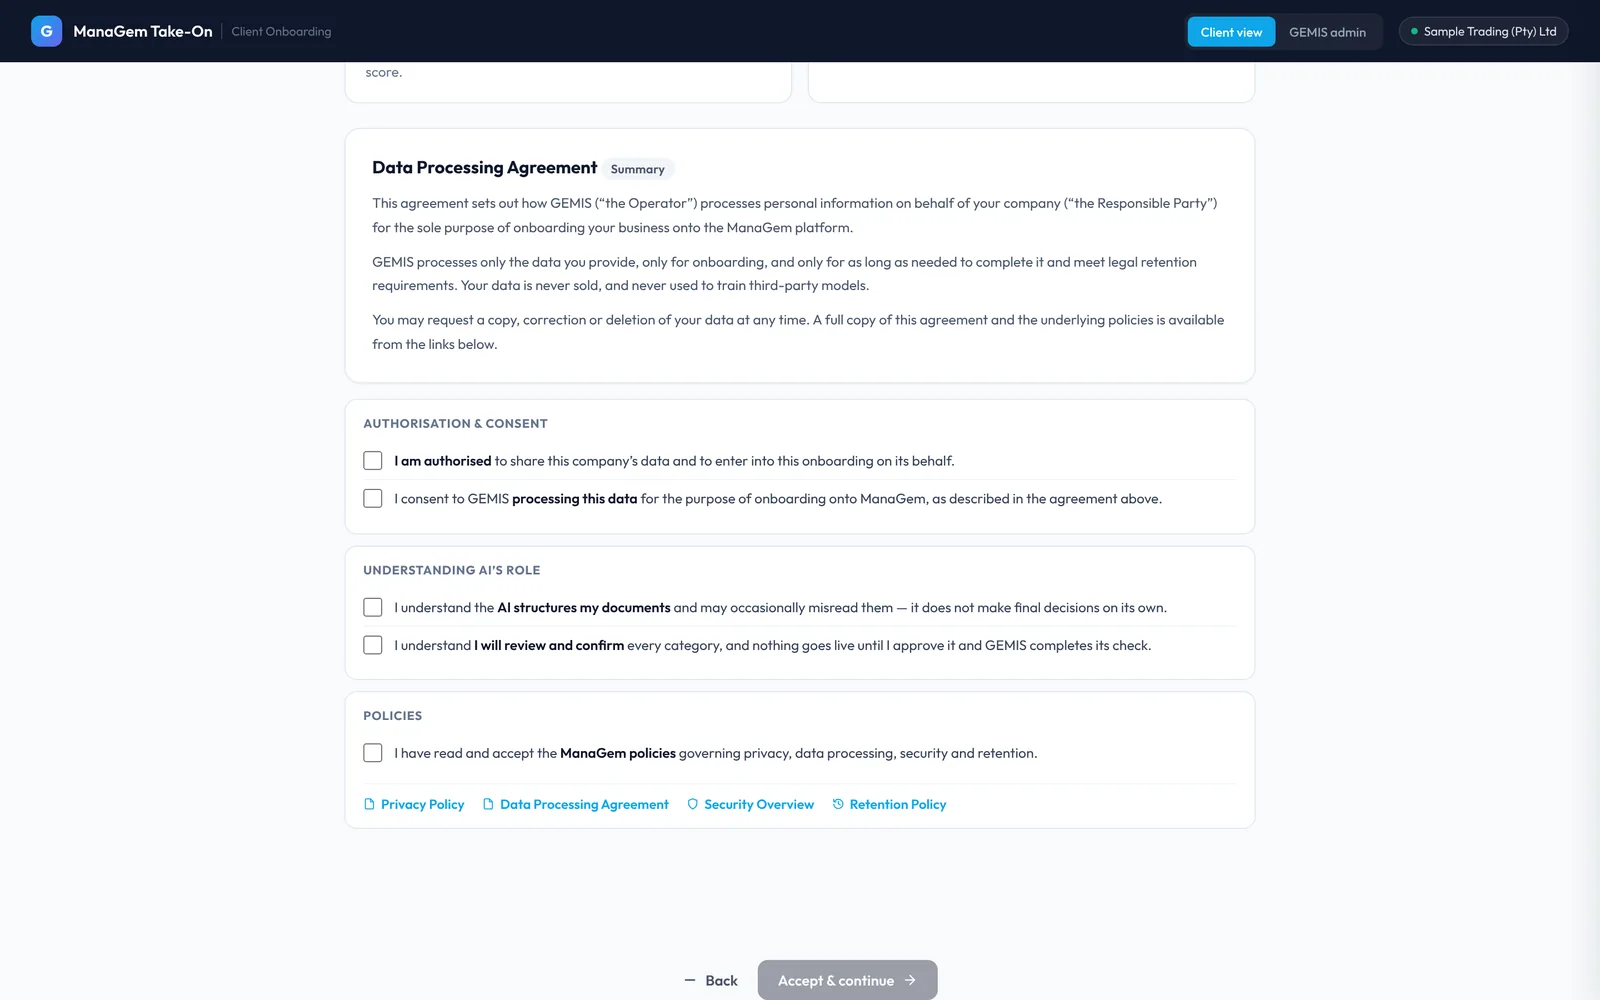 G ManaGem Take-On Client Onboarding Client view GEMIS admin Sample Trading (Pty) Ltd
score.
Data Processing Agreement Summary
This agreement sets out how GEMIS (“the Operator”) processes personal information on behalf of your company (“the Responsible Party”)
for the sole purpose of onboarding your business onto the ManaGem platform.
GEMIS processes only the data you provide, only for onboarding, and only for as long as needed to complete it and meet legal retention
requirements. Your data is never sold, and never used to train third-party models.
You may request a copy, correction or deletion of your data at any time. A full copy of this agreement and the underlying policies is available
from the links below.
AUTHORISATION & CONSENT
I am authorised to share this company’s data and to enter into this onboarding on its behalf.
I consent to GEMIS processing this data for the purpose of onboarding onto ManaGem, as described in the agreement above.
UNDERSTANDING AI’S ROLE
I understand the AI structures my documents and may occasionally misread them — it does not make final decisions on its own.
I understand I will review and confirm every category, and nothing goes live until I approve it and GEMIS completes its check.
POLICIES
I have read and accept the ManaGem policies governing privacy, data processing, security and retention.
Privacy Policy Data Processing Agreement Security Overview Retention Policy
Back Accept & continue